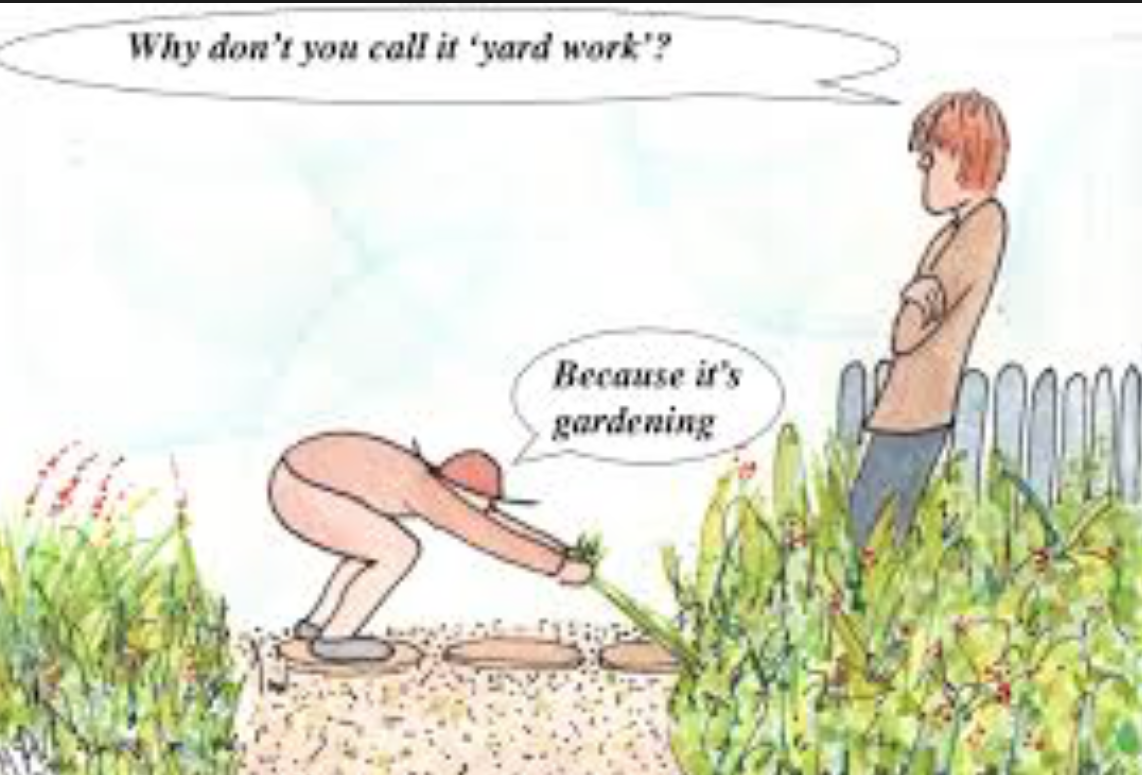 Why don't you call it ‘yard work’?
Because it's
gardening